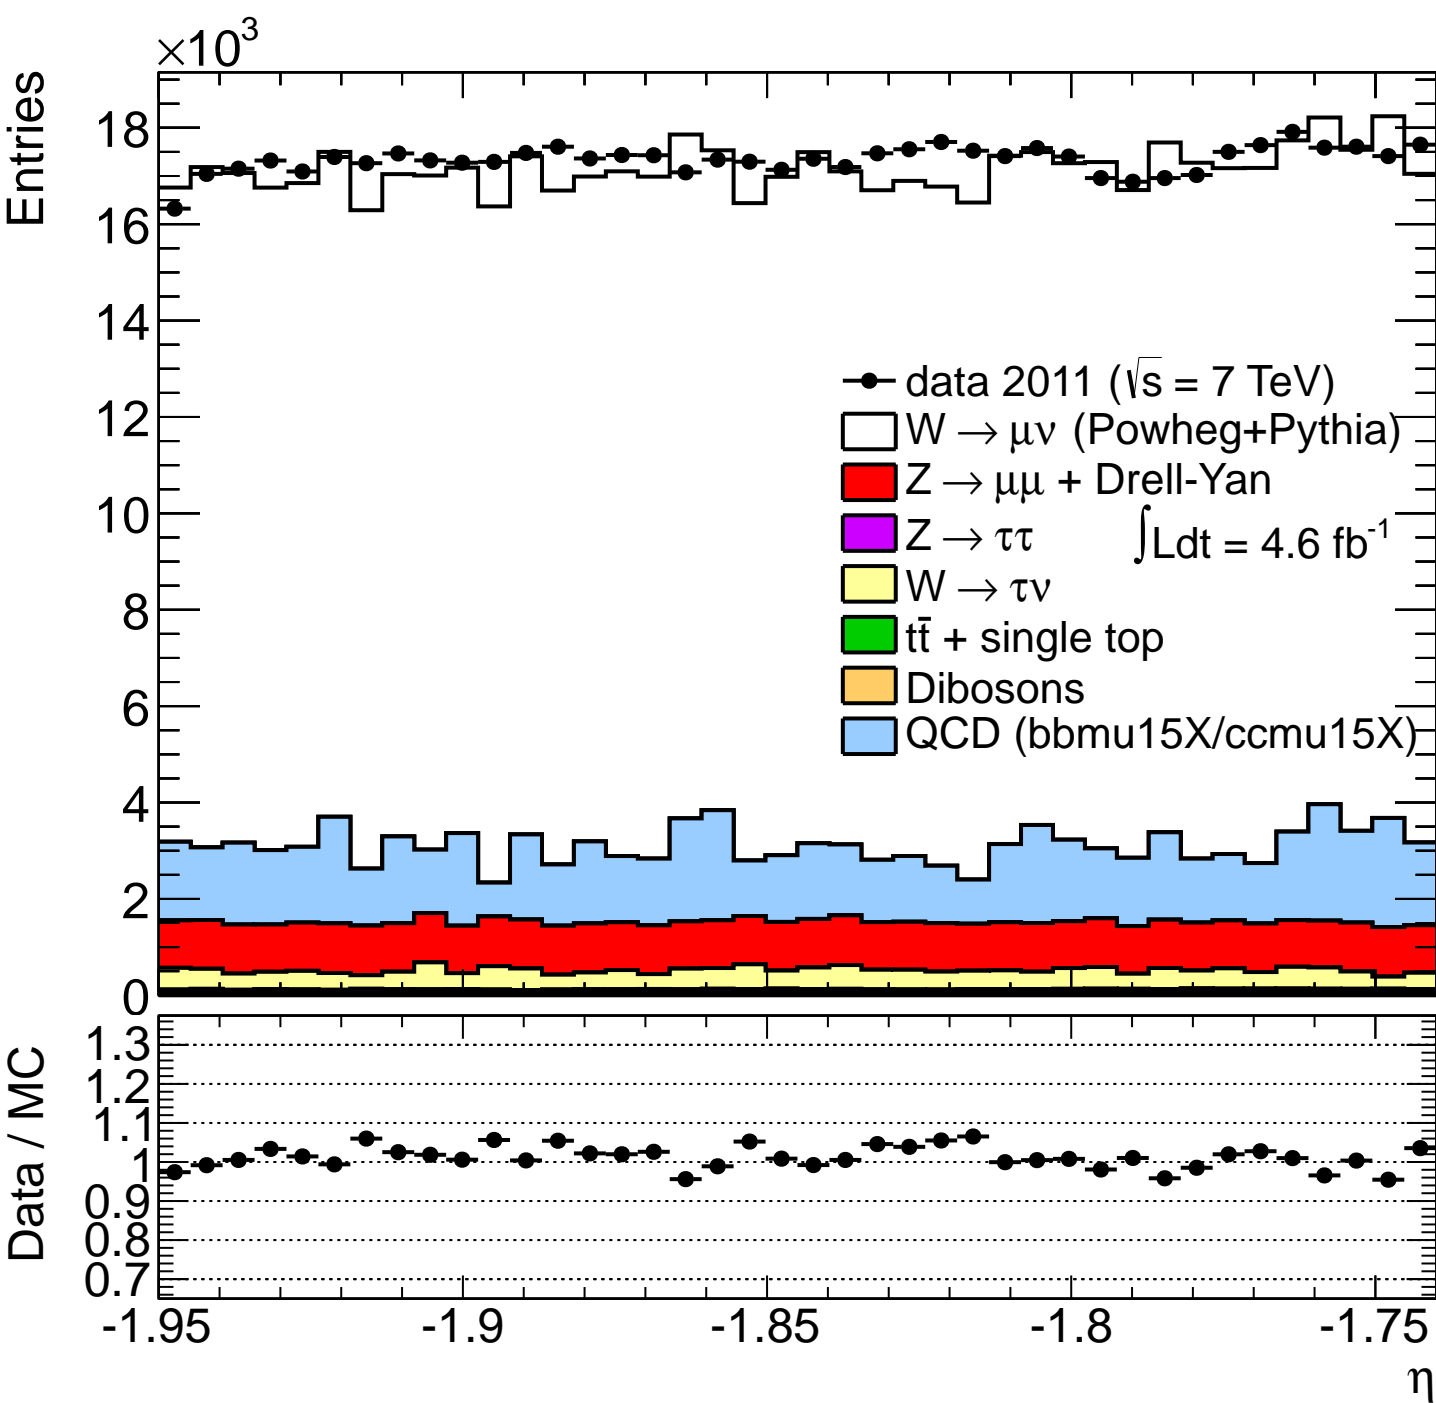 ×10³
Entries
18
16
14
12
10
8
6
4
2
0
data 2011 (√s = 7 TeV)
W → μν (Powheg+Pythia)
Z → μμ + Drell-Yan
Z → ττ
∫Ldt = 4.6 fb⁻¹
W → τν
tt̄ + single top
Dibosons
QCD (bbmu15X/ccmu15X)
Data / MC
1.3
1.2
1.1
1
0.9
0.8
0.7
-1.95 -1.9 -1.85 -1.8 -1.75
η